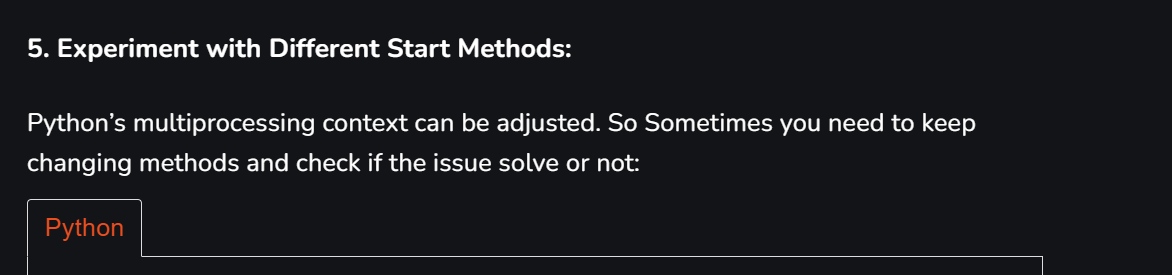 5. Experiment with Different Start Methods:
Python’s multiprocessing context can be adjusted. So Sometimes you need to keep
changing methods and check if the issue solve or not:
Python